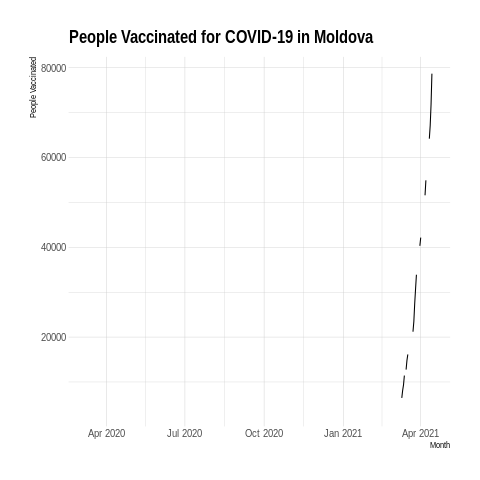 People Vaccinated for COVID-19 in Moldova
People Vaccinated
80000
60000
40000
20000
Apr 2020 Jul 2020 Oct 2020 Jan 2021 Apr 2021
Month